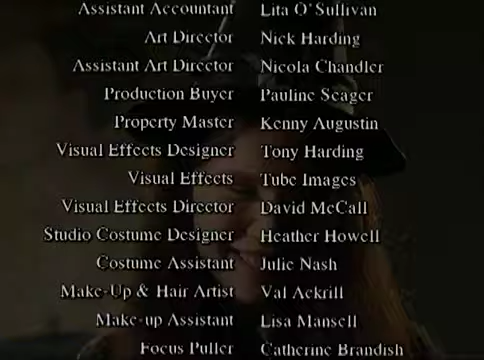 Assistant Accountant Lita O'Sullivan
Art Director Nick Harding
Assistant Art Director Nicola Chandler
Production Buyer Pauline Seager
Property Master Kenny Augustin
Visual Effects Designer Tony Harding
Visual Effects Tube Images
Visual Effects Director David McCall
Studio Costume Designer Heather Howell
Costume Assistant Julie Nash
Make-Up & Hair Artist Val Ackrill
Make-up Assistant Lisa Mansell
Focus Puller Catherine Brandish